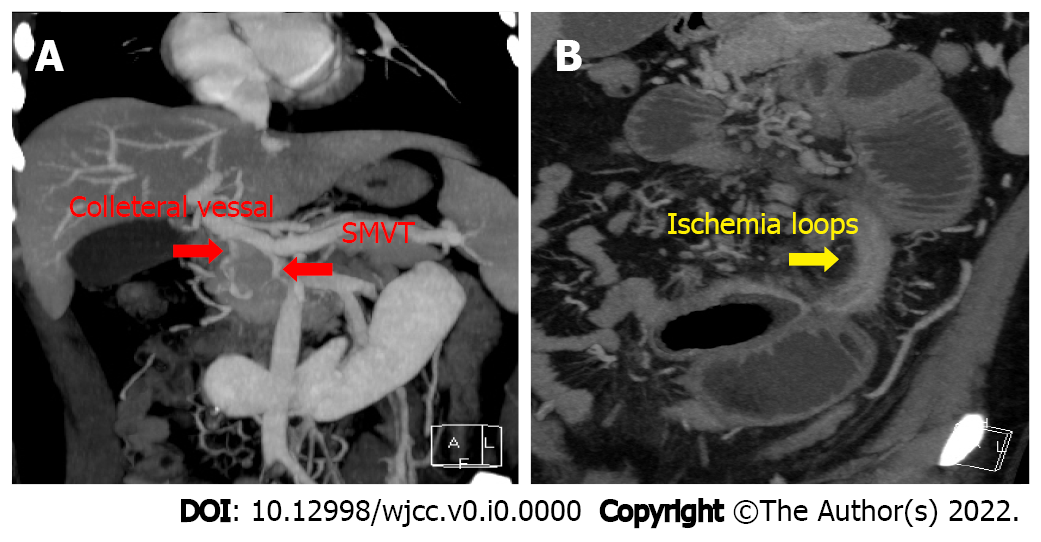 A
B
Colleteral vessal
SMVT
Ischemia loops
A L
F
H
L
DOI: 10.12998/wjcc.v0.i0.0000 Copyright ©The Author(s) 2022.